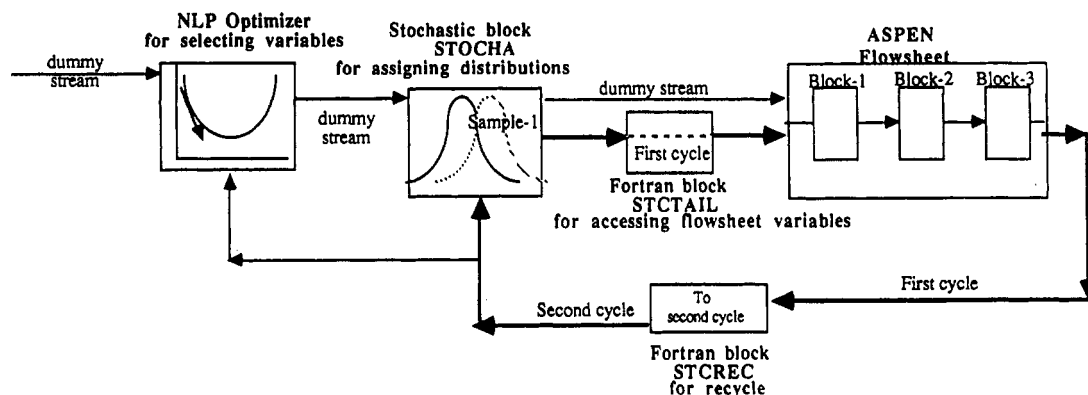 NLP Optimizer
for selecting variables
dummy
stream
dummy
stream
Stochastic block
STOCHA
for assigning distributions
Sample-1
dummy stream
First cycle
Fortran block
STCTAIL
for accessing flowsheet variables
ASPEN
Flowsheet
Block-1
Block-2
Block-3
First cycle
To
second cycle
Second cycle
Fortran block
STCREC
for recycle